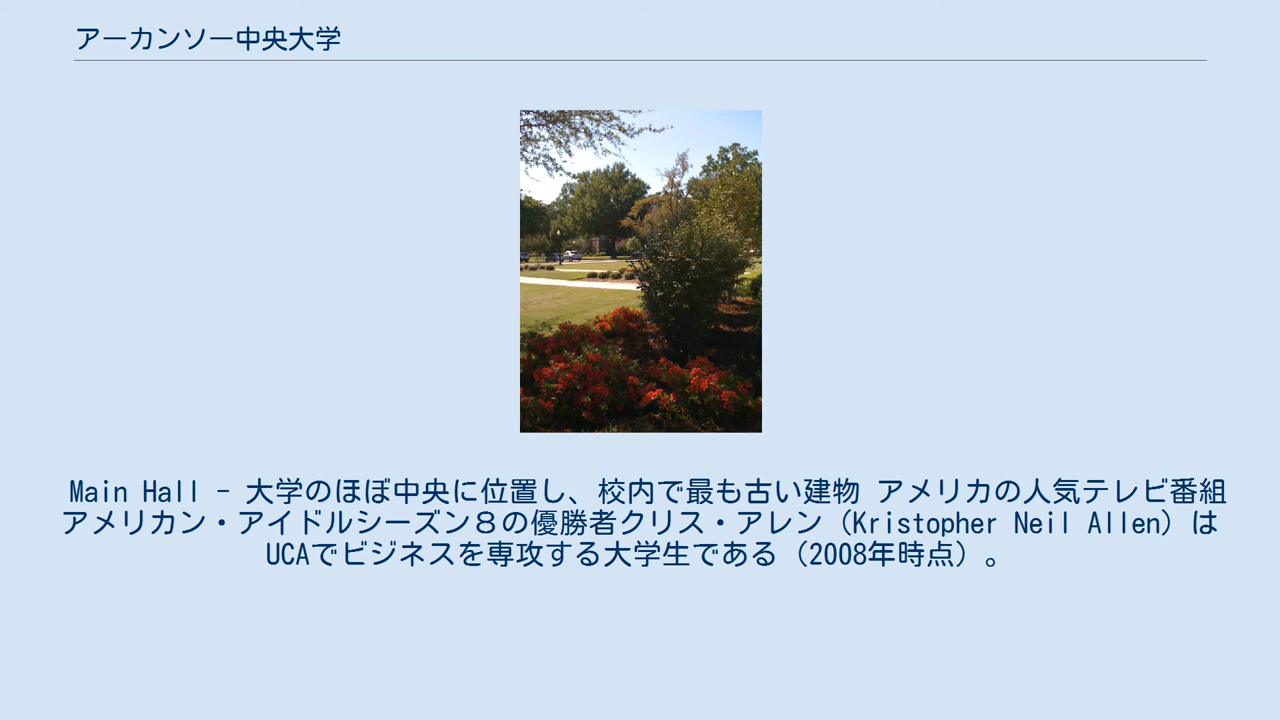 アーカンソー中央大学
Main Hall - 大学のほぼ中央に位置し、校内で最も古い建物 アメリカの人気テレビ番組
アメリカン・アイドルシーズン８の優勝者クリス・アレン（Kristopher Neil Allen）は
UCAでビジネスを専攻する大学生である（2008年時点）。